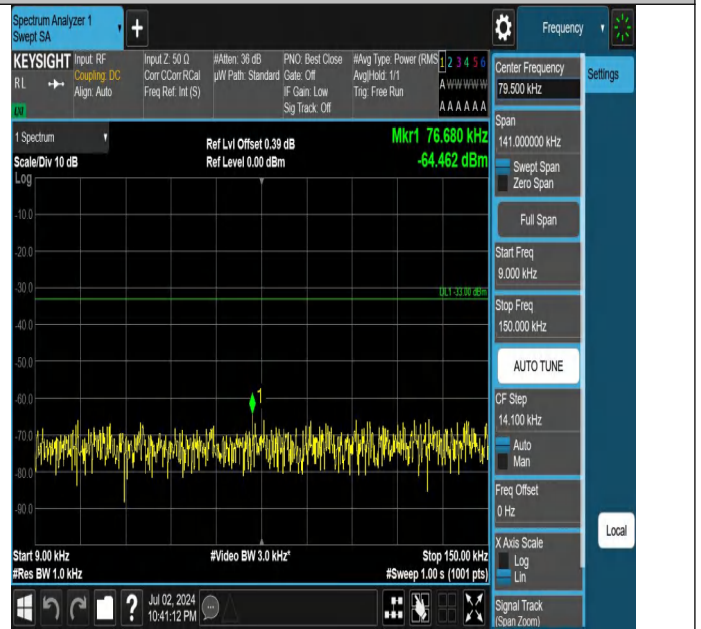 Spectrum Analyzer 1
Swept SA
+
Frequency
KEYSIGHT
RL
Input: RF
Coupling: DC
Align: Auto
Input Z: 50 Ω
Corr CCorr RCal
Freq Ref: Int (S)
#Atten: 36 dB
µW Path: Standard
PNO: Best Close
Gate: Off
IF Gain: Low
Sig Track: Off
#Avg Type: Power (RMS
Avg|Hold: 1/1
Trig: Free Run
1 2 3 4 5 6
A W W W W W
A A A A A A
1 Spectrum
Scale/Div 10 dB
Log
Ref Lvl Offset 0.39 dB
Ref Level 0.00 dBm
Mkr1 76.680 kHz
-64.462 dBm
-10.0
-20.0
-30.0
DL1 -33.00 dBm
-40.0
-50.0
-60.0
1
-70.0
-80.0
-90.0
Start 9.00 kHz
#Res BW 1.0 kHz
#Video BW 3.0 kHz*
Stop 150.00 kHz
#Sweep 1.00 s (1001 pts)
Center Frequency
79.500 kHz
Settings
Span
141.000000 kHz
Swept Span
Zero Span
Full Span
Start Freq
9.000 kHz
Stop Freq
150.000 kHz
AUTO TUNE
CF Step
14.100 kHz
Auto
Man
Freq Offset
0 Hz
X Axis Scale
Log
Lin
Local
Signal Track
(Span Zoom)
?
Jul 02, 2024
10:41:12 PM